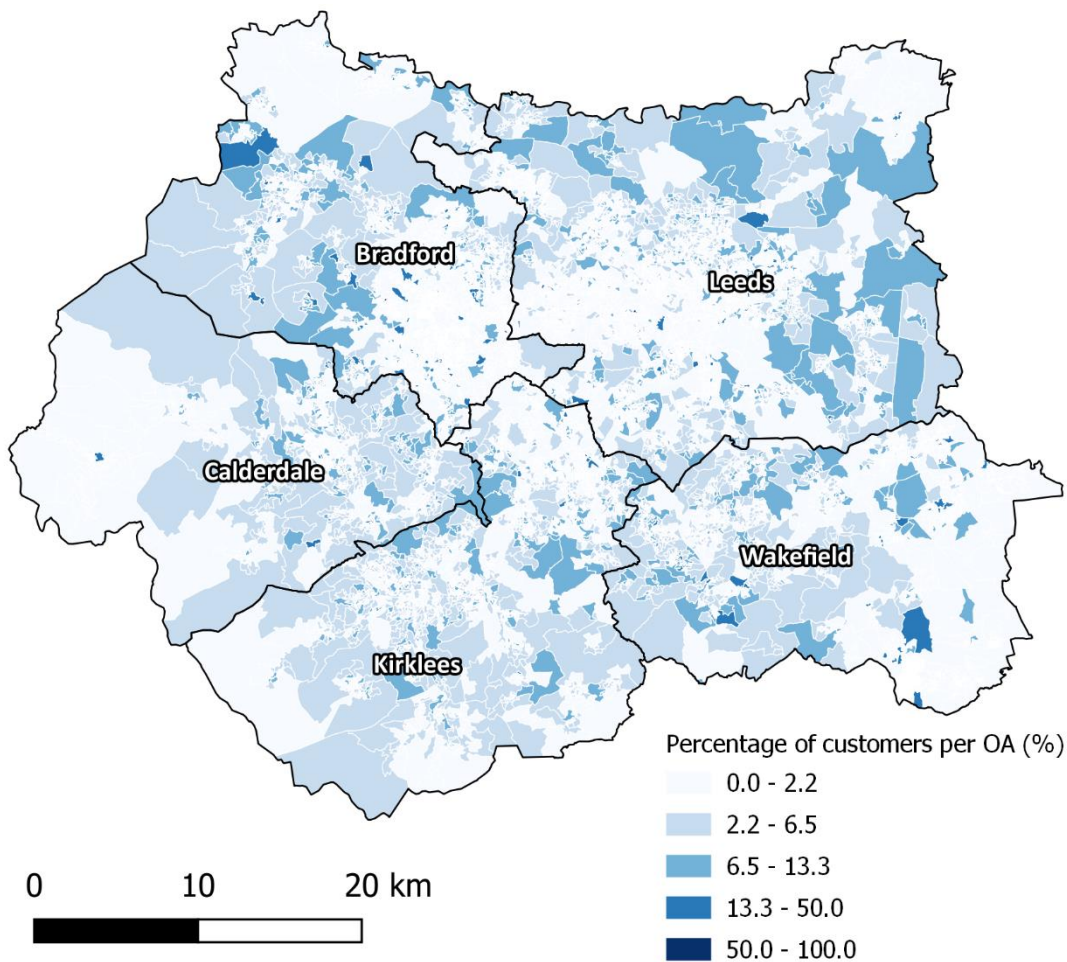 Bradford
Leeds
Calderdale
Wakefield
Kirklees
Percentage of customers per OA (%)
0.0 - 2.2
2.2 - 6.5
6.5 - 13.3
13.3 - 50.0
50.0 - 100.0
0 10 20 km